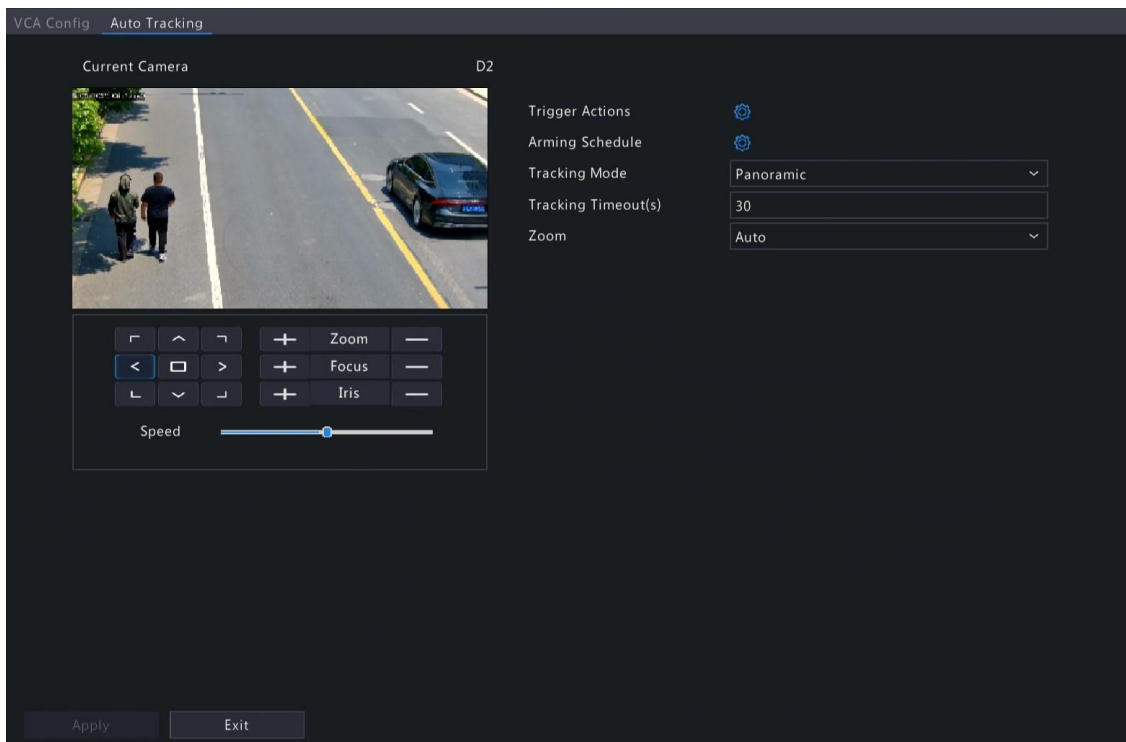 VCA Config Auto Tracking
Current Camera D2
Trigger Actions
Arming Schedule
Tracking Mode Panoramic
Tracking Timeout(s) 30
Zoom Auto
Zoom
Focus
Iris
Speed
Apply Exit